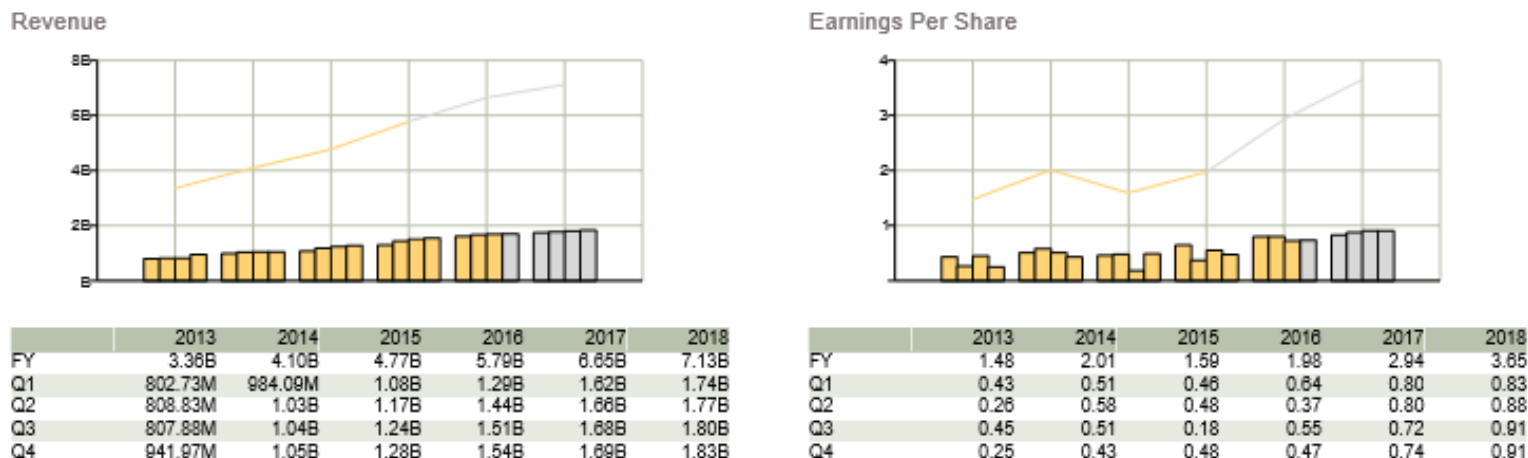 Revenue
Earnings Per Share
8B
6B
4B
2B
B
4
3
2
1
2013 2014 2015 2016 2017 2018
FY 3.36B 4.10B 4.77B 5.79B 6.65B 7.13B
Q1 802.73M 984.09M 1.08B 1.29B 1.62B 1.74B
Q2 808.83M 1.03B 1.17B 1.44B 1.66B 1.77B
Q3 807.88M 1.04B 1.24B 1.51B 1.68B 1.80B
Q4 941.97M 1.05B 1.28B 1.54B 1.69B 1.83B
2013 2014 2015 2016 2017 2018
FY 1.48 2.01 1.59 1.98 2.94 3.65
Q1 0.43 0.51 0.46 0.64 0.80 0.83
Q2 0.26 0.58 0.48 0.37 0.80 0.88
Q3 0.45 0.51 0.18 0.55 0.72 0.91
Q4 0.25 0.43 0.48 0.47 0.74 0.91